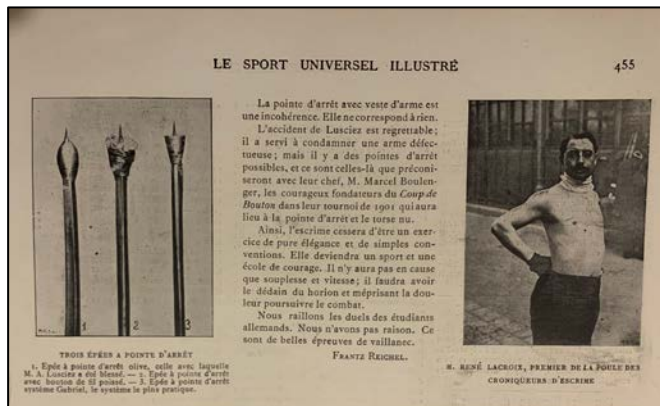 LE SPORT UNIVERSEL ILLUSTRÉ
455
1
2
3
TROIS ÉPÉES A POINTE D'ARRÊT
1. Epée à pointe d'arrêt olive, celle avec laquelle
M. A. Lusciez a été blessé. — 2. Epée à pointe d'arrêt
avec bouton de fil poissé. — 3. Epée à pointe d'arrêt
système Gabriel, le système le plus pratique.
La pointe d'arrêt avec veste d'arme est
une incohérence. Elle ne correspond à rien.
L'accident de Lusciez est regrettable;
il a servi à condamner une arme défec-
tueuse; mais il y a des pointes d'arrêt
possibles, et ce sont celles-là que préconi-
seront avec leur chef, M. Marcel Boulen-
ger, les courageux fondateurs du Coup de
Bouton dans leur tournoi de 1901 qui aura
lieu à la pointe d'arrêt et le torse nu.
Ainsi, l'escrime cessera d'être un exer-
cice de pure élégance et de simples con-
ventions. Elle deviendra un sport et une
école de courage. Il n'y aura pas en cause
que souplesse et vitesse; il faudra avoir
le dédain du horion et méprisant la dou-
leur poursuivre le combat.
Nous raillons les duels des étudiants
allemands. Nous n'avons pas raison. Ce
sont de belles épreuves de vaillanec.
FRANTZ REICHEL.
M. RENÉ LACROIX, PREMIER DE LA POULE DES
CRONIQUEURS D'ESCRIME